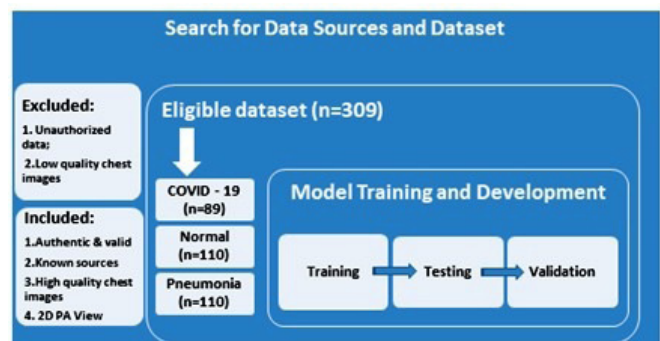 Search for Data Sources and Dataset
Excluded:
1. Unauthorized
data;
2.Low quality chest
images
Included:
1.Authentic & valid
2.Known sources
3.High quality chest
images
4. 2D PA View
Eligible dataset (n=309)
COVID - 19
(n=89)
Normal
(n=110)
Pneumonia
(n=110)
Model Training and Development
Training
Testing
Validation